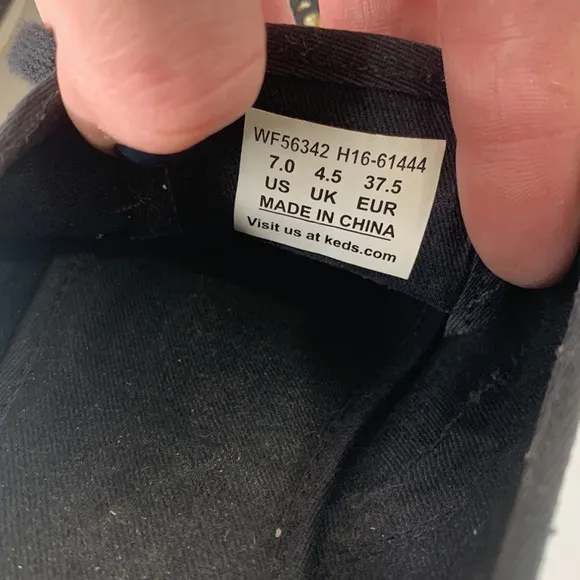 WF56342 H16-61444
7.0 4.5 37.5
US UK EUR
MADE IN CHINA
Visit us at keds.com